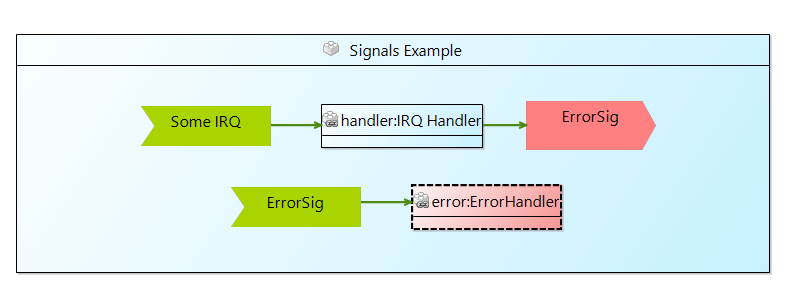 Signals Example
Some IRQ
handler:IRQ Handler
ErrorSig
ErrorSig
error:ErrorHandler